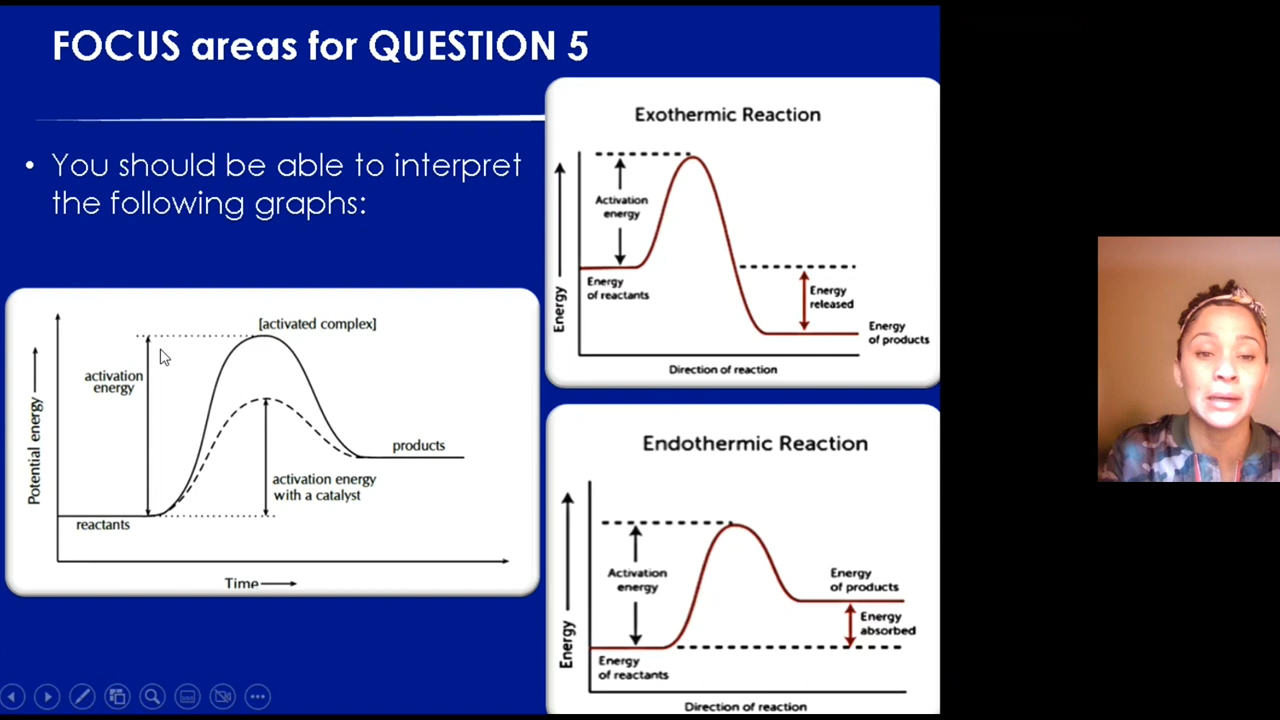 FOCUS areas for QUESTION 5
• You should be able to interpret
the following graphs:
[activated complex]
activation
energy
Potential energy
products
activation energy
with a catalyst
reactants
Time
Exothermic Reaction
Activation
energy
Energy
of reactants
Energy
released
Energy
of products
Energy
Direction of reaction
Endothermic Reaction
Activation
energy
Energy
of products
Energy
absorbed
Energy
of reactants
Energy
Direction of reaction